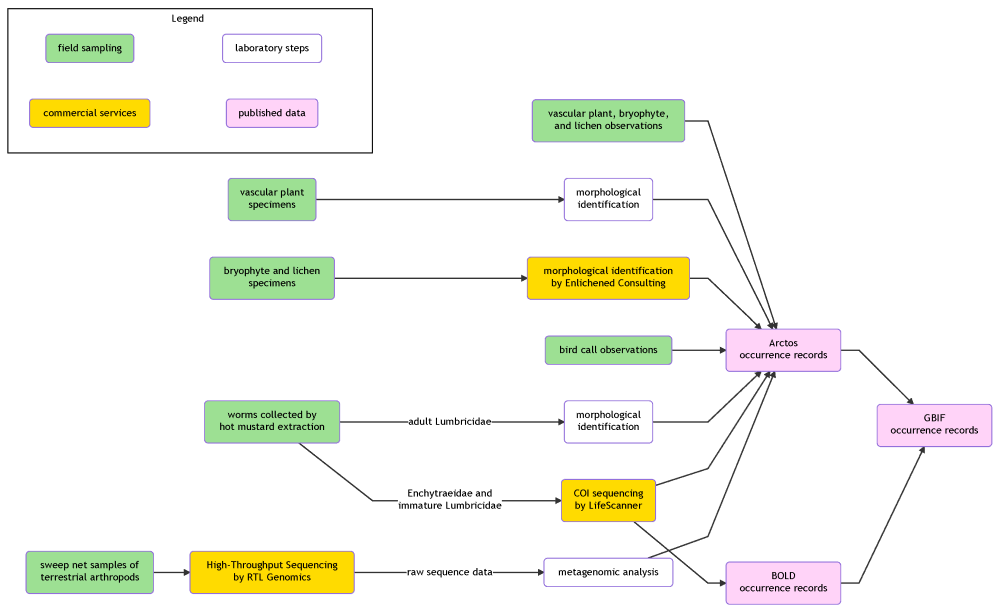 Legend
field sampling
laboratory steps
commercial services
published data
vascular plant, bryophyte,
and lichen observations
vascular plant
specimens
morphological
identification
bryophyte and lichen
specimens
morphological identification
by Enlichened Consulting
bird call observations
Arctos
occurrence records
worms collected by
hot mustard extraction
adult Lumbricidae
morphological
identification
GBIF
occurrence records
Enchytraeidae and
immature Lumbricidae
COI sequencing
by LifeScanner
sweep net samples of
terrestrial arthropods
High-Throughput Sequencing
by RTL Genomics
raw sequence data
metagenomic analysis
BOLD
occurrence records